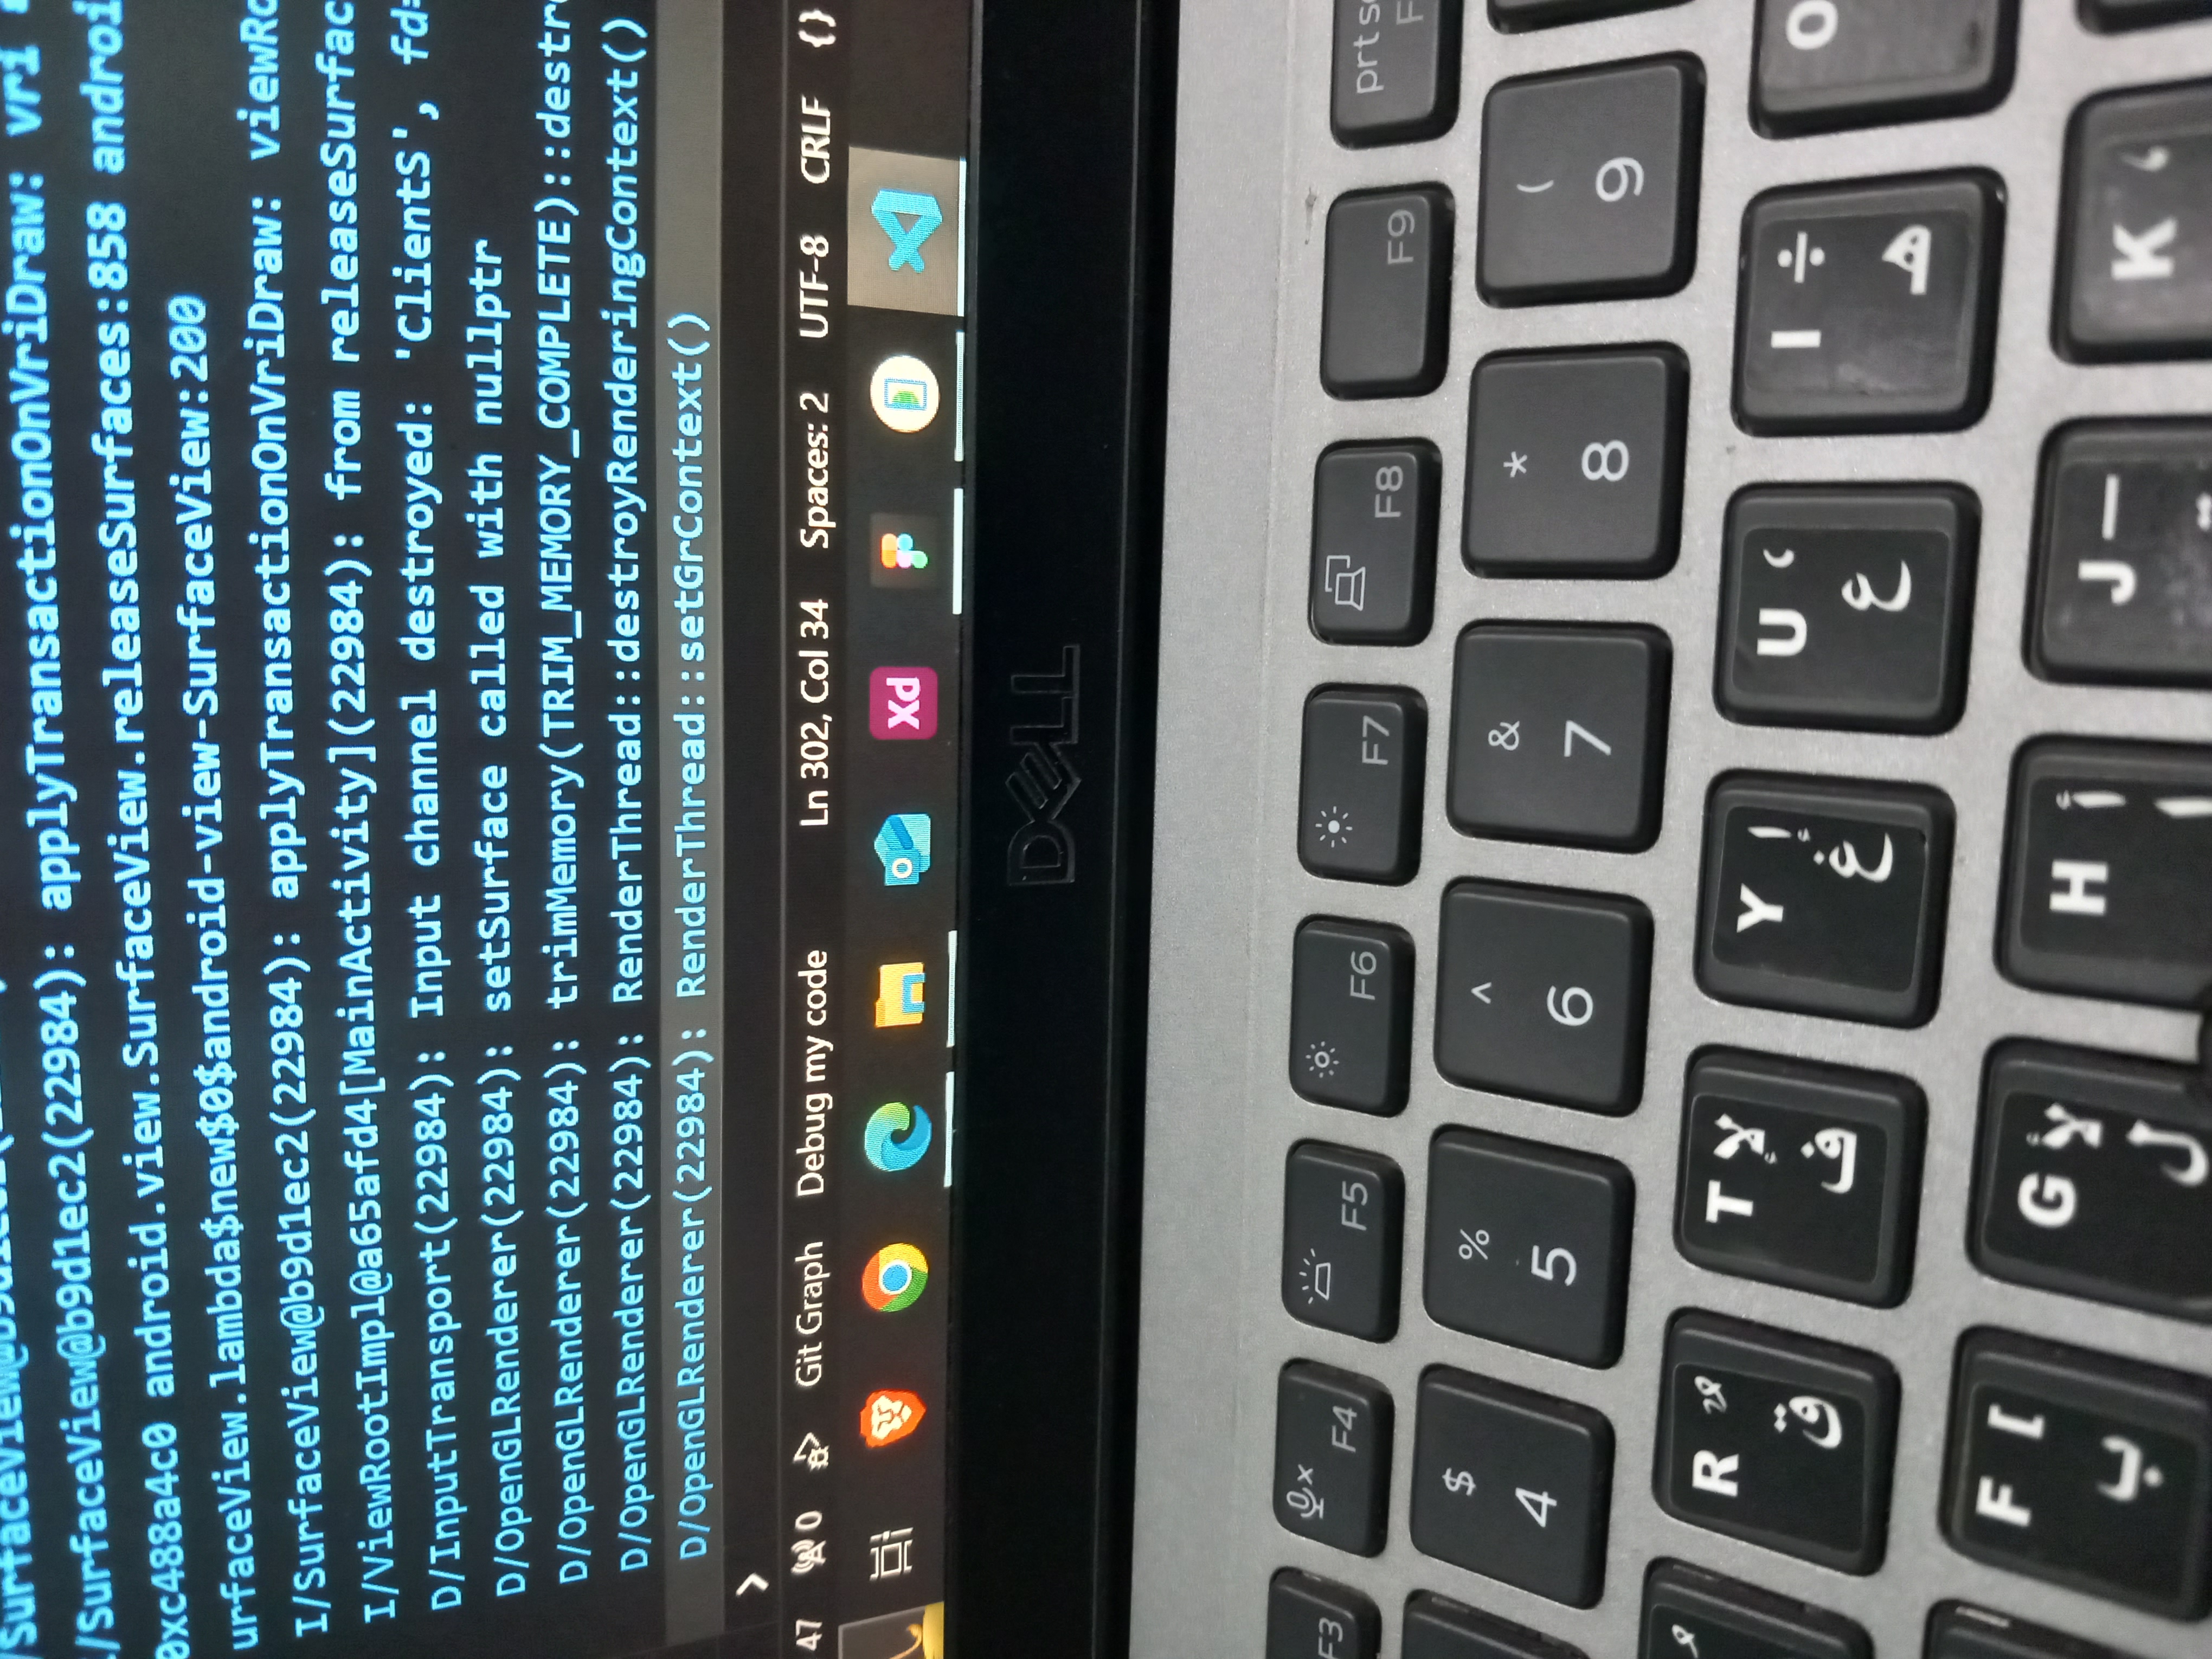 /SurfaceView@b9d1ec2(22984):
I/SurfaceView@b9d1ec2(22984): applyTransactionOnVriDraw: vri
0xc488a4c0 android.view.SurfaceView.releaseSurfaces:858 androi
urfaceView.lambda$new$0$android-view-SurfaceView:200
I/SurfaceView@b9d1ec2(22984): applyTransactionOnVriDraw: viewRo
I/ViewRootImpl@a65afd4[MainActivity](22984): from releaseSurfac
D/InputTransport(22984): Input channel destroyed: 'ClientS', fd=
D/OpenGLRenderer(22984): setSurface called with nullptr
D/OpenGLRenderer(22984): trimMemory(TRIM_MEMORY_COMPLETE)::destr
D/OpenGLRenderer(22984): RenderThread::destroyRenderingContext()
D/OpenGLRenderer(22984): RenderThread::setGrContext()
47 0 Git Graph Debug my code Ln 302, Col 34 Spaces: 2 UTF-8 CRLF {}
Xd
DELL
F3 F4 F5 F6 F7 F8 F9 prt sc F
$ % ^ & * (
4 5 6 7 8 9
R T لإ Y إ U ‘ I ÷ O
ق ف غ ع ه
F [ G لأ H أ J — K ،
ب ل ا ت